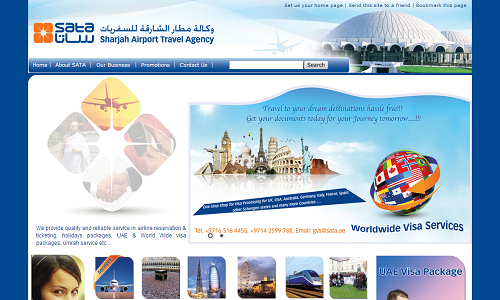 Set us your home page | Send this site to a friend | Bookmark this page
sata
ساتا
وكالة مطار الشارقة للسفريات
Sharjah Airport Travel Agency
Home | About SATA | Our Business | Promotions | Contact Us | Search
Travel to your dream destinations hassle free!!!
Get your documents today for your Journey tomorrow....!!!
One Stop Shop for Visa Processing for UK, USA, Australia, Germany, Italy, France, Spain,
other Schengen states and many more Countries ....
Tel: +9716 516 4455, +9714 2599 788, Email: gvs@sata.ae
Worldwide Visa Services
We provide quality and reliable service in airline reservation &
ticketing, holidays packages, UAE & World Wide visa
packages, umrah service etc ..
UAE Visa Package